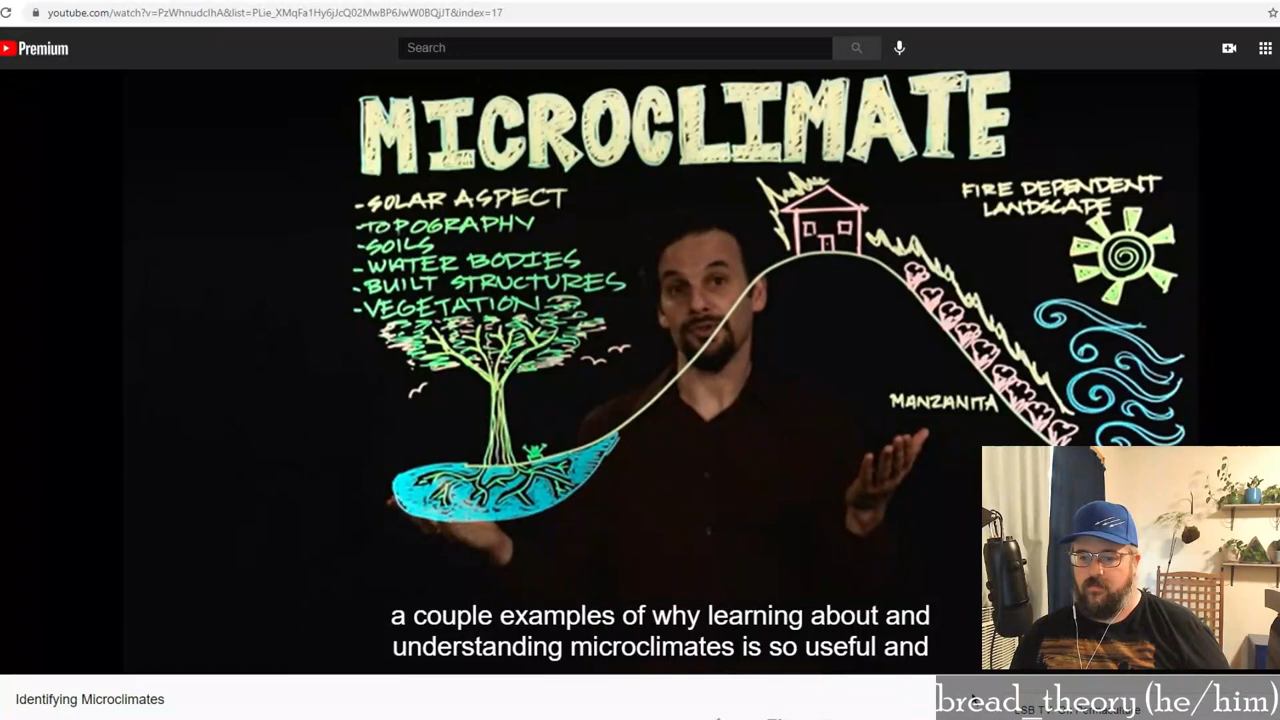 youtube.com/watch?v=PzWhnudcIhA&list=PLie_XMqFa1Hy6jJcQ02MwBP6JwW0BQjJT&index=17
Premium
Search
MICROCLIMATE
-SOLAR ASPECT
-TOPOGRAPHY
-SOILS
-WATER BODIES
-BUILT STRUCTURES
-VEGETATION
FIRE DEPENDENT
LANDSCAPE
MANZANITA
a couple examples of why learning about and
understanding microclimates is so useful and
Identifying Microclimates
bread_theory (he/him)